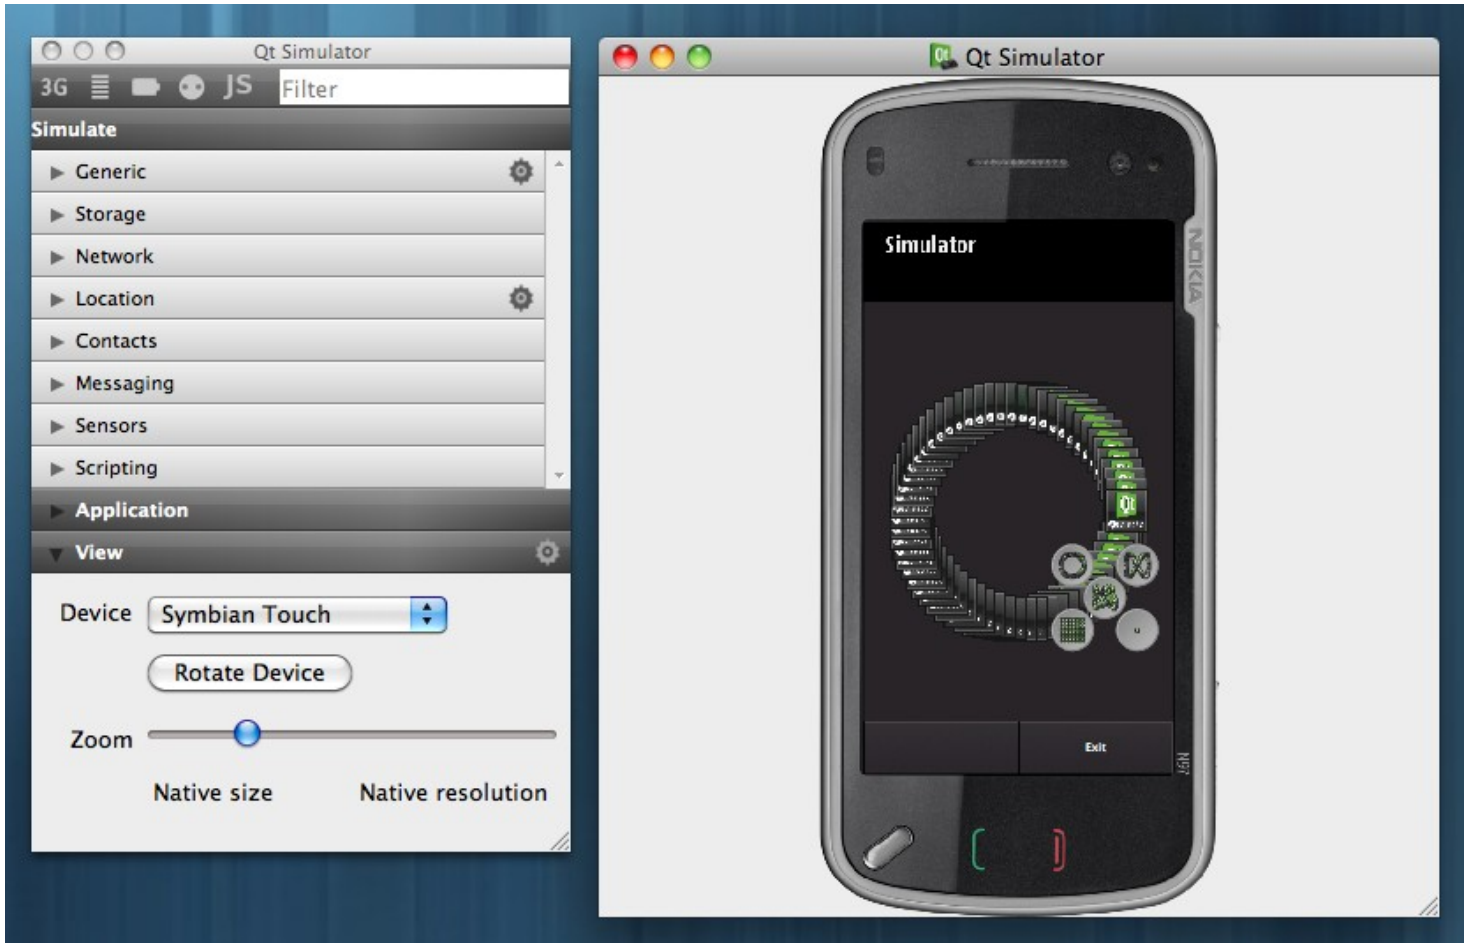 Qt Simulator
3G JS Filter
Simulate
Generic
Storage
Network
Location
Contacts
Messaging
Sensors
Scripting
Application
View
Device Symbian Touch
Rotate Device
Zoom
Native size Native resolution
Qt Simulator
NOKIA
Simulator
Qt
Exit
N97